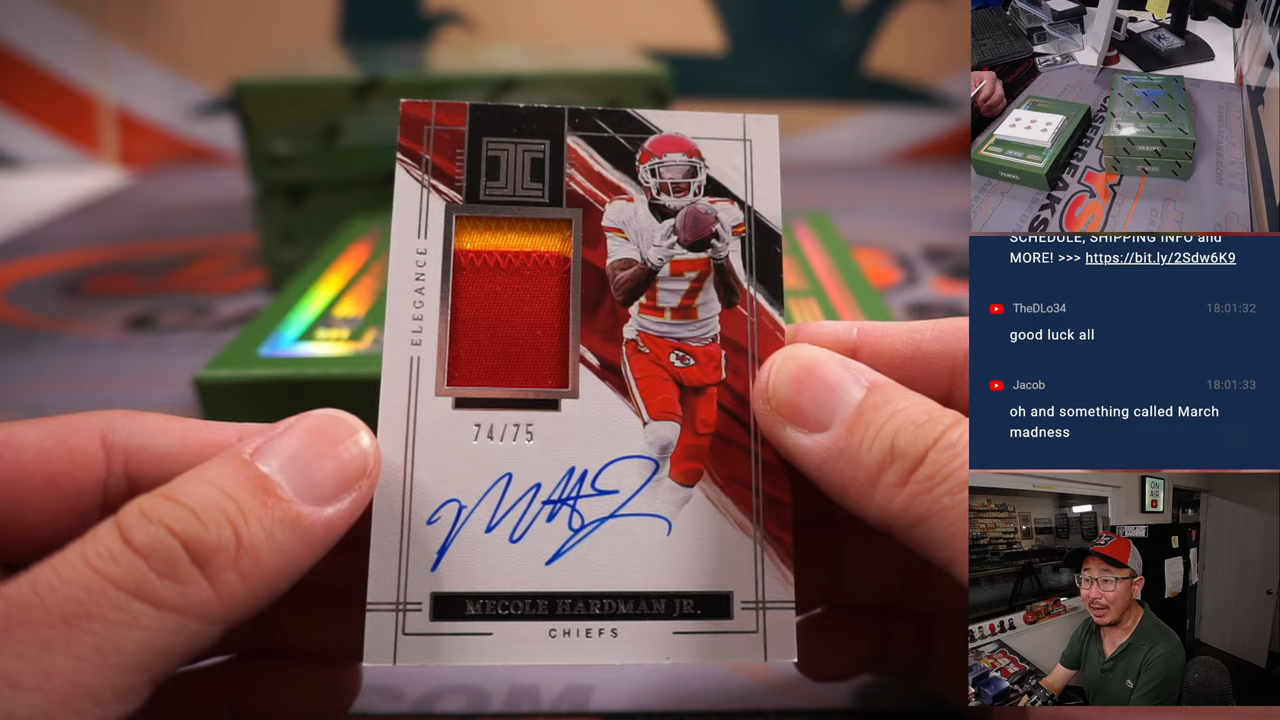 ELEGANCE
17
74/75
MECOLE HARDMAN JR.
CHIEFS
SCHEDULE, SHIPPING INFO and
MORE! >>> https://bit.ly/2Sdw6K9
TheDLo34 18:01:32
good luck all
Jacob 18:01:33
oh and something called March
madness
ON
AIR